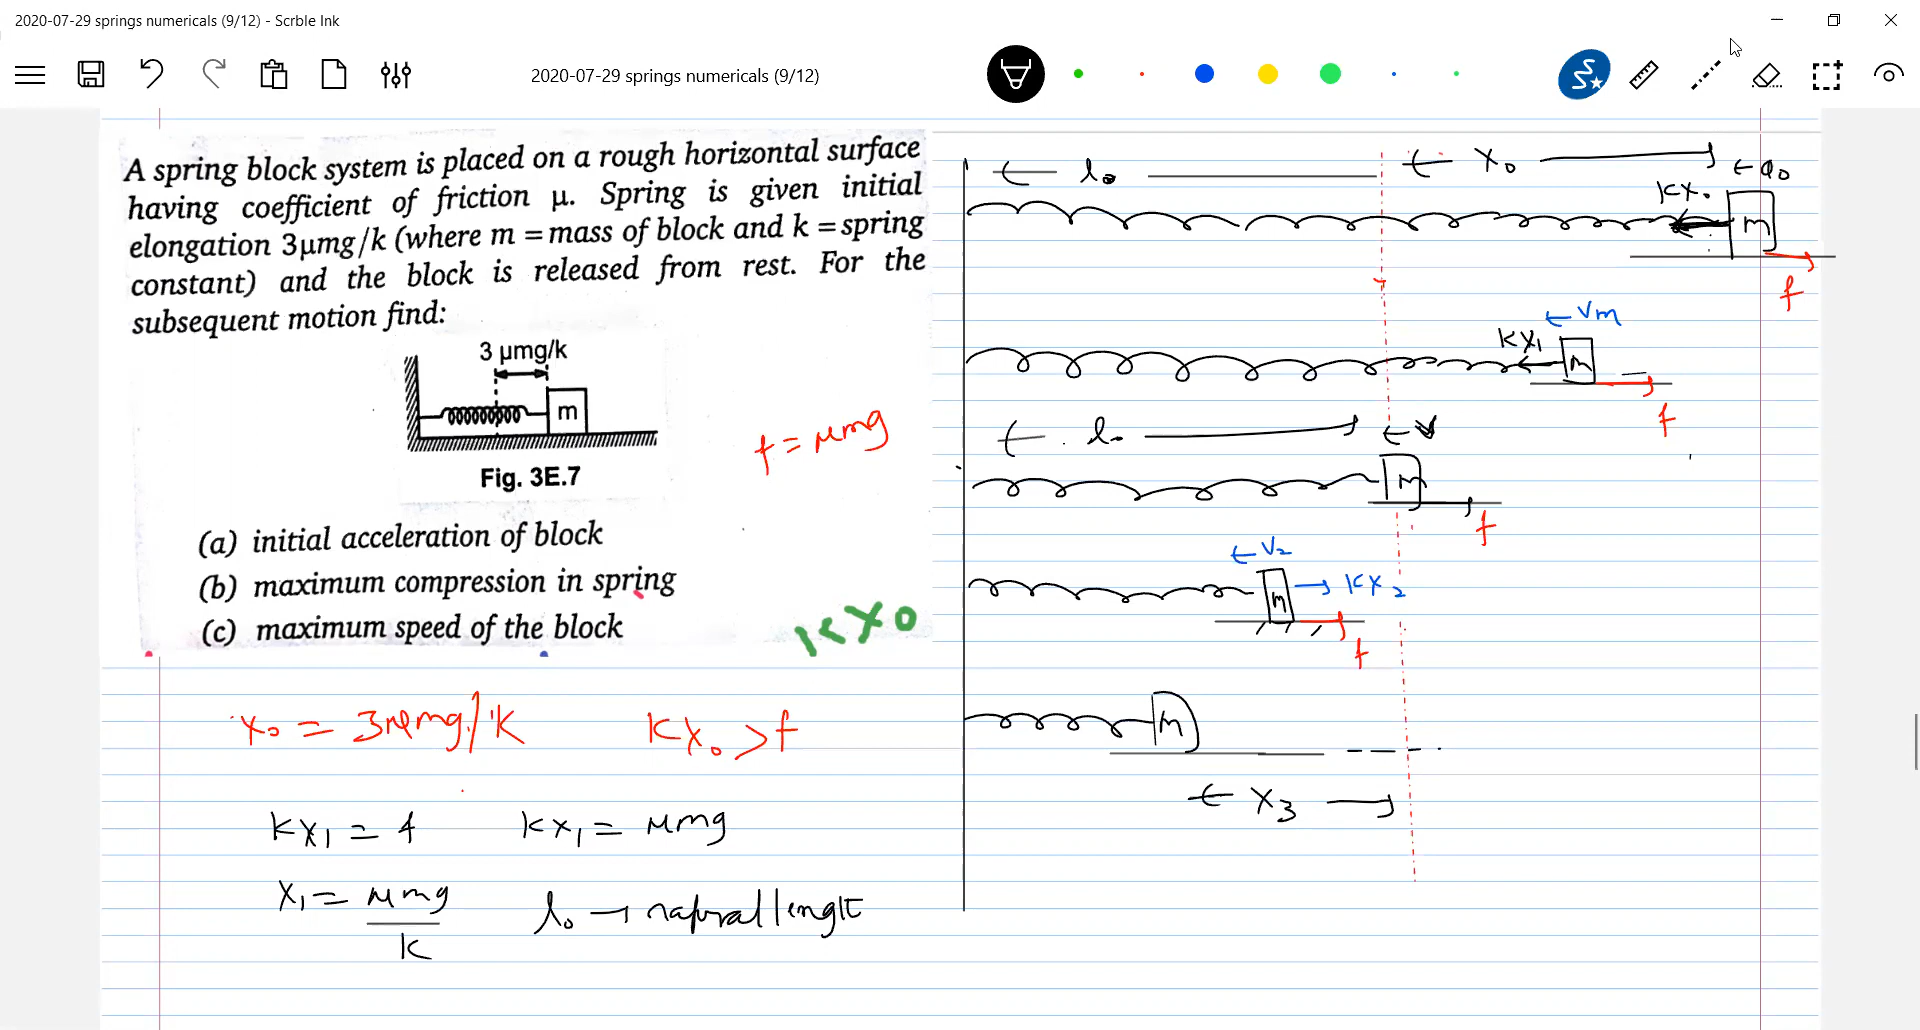 2020-07-29 springs numericals (9/12) - Scrble Ink
2020-07-29 springs numericals (9/12)
A spring block system is placed on a rough horizontal surface
having coefficient of friction μ. Spring is given initial
elongation 3μmg/k (where m = mass of block and k = spring
constant) and the block is released from rest. For the
subsequent motion find:
3 μmg/k
m
Fig. 3E.7
f = μmg
(a) initial acceleration of block
(b) maximum compression in spring
(c) maximum speed of the block
Kx0
x₀ = 3μmg/K
Kx₀ > f
Kx₁ = f
Kx₁ = μmg
x₁ = μmg/K
l₀ → natural length
l₀
x₀
a₀
Kx₀
m
f
Vm
Kx₁
m
f
l₀
V
m
f
V₂
m
Kx₂
f
m
x₃